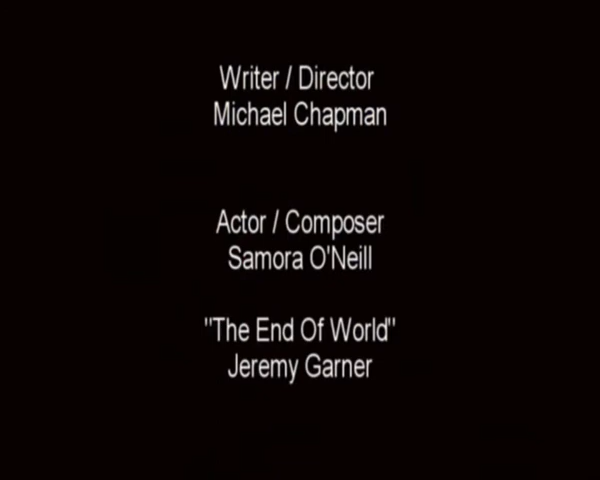 Writer / Director
Michael Chapman
Actor / Composer
Samora O'Neill
"The End Of World"
Jeremy Garner